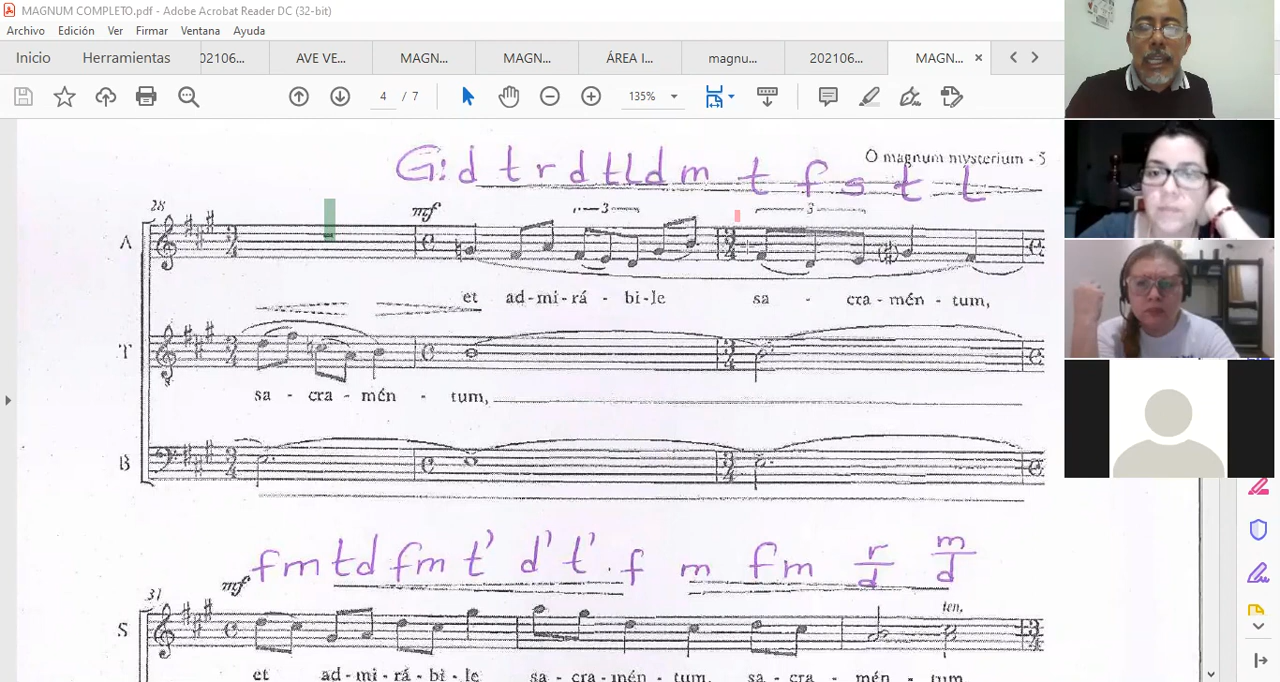 MAGNUM COMPLETO.pdf - Adobe Acrobat Reader DC (32-bit)
Archivo Edición Ver Firmar Ventana Ayuda
Inicio Herramientas 02106... AVE VE... MAGN... MAGN... ÁREA I... magnu... 202106... MAGN... ×
4 / 7 135%
O magnum mysterium - 5
G: d t r d t l d m t f s t l
28 mf 3 3
A
et ad - mi - rá - bi - le sa - cra - mén - tum,
T
sa - cra - mén - tum,
B
f m t d f m t' d' t' . f m f m r/d m/d
31 mf ten.
S
et ad - mi - rá - bi - le sa - cra - mén - tum, sa - cra - mén - tum